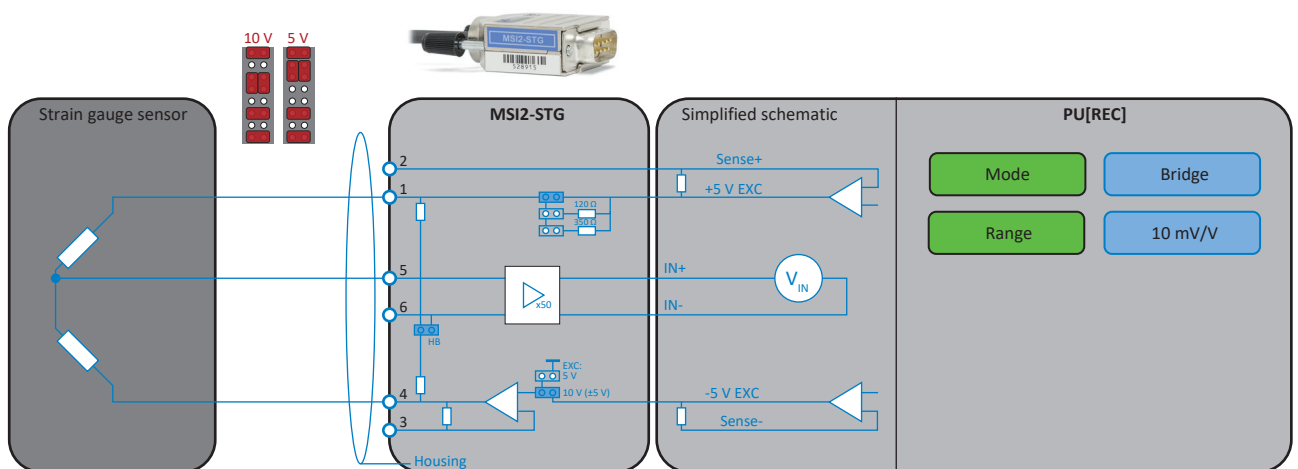 10 V 5 V
MSI2-STG
528915
Strain gauge sensor
MSI2-STG
Simplified schematic
PU[REC]
2
Sense+
1
+5 V EXC
120 Ω
350 Ω
Mode
Bridge
Range
10 mV/V
5
IN+
V IN
x50
6
IN-
HB
EXC:
5 V
10 V (±5 V)
4
-5 V EXC
3
Sense-
Housing